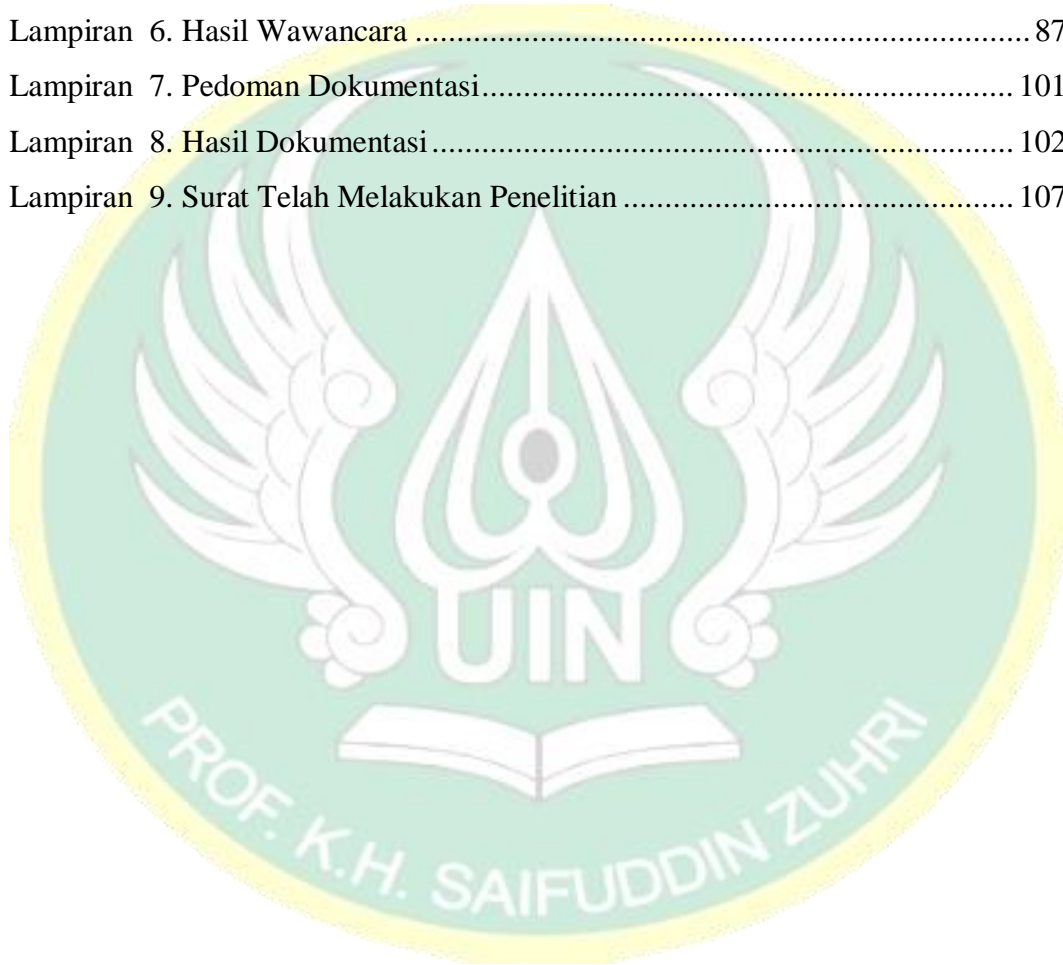 Lampiran 6. Hasil Wawancara ........................................................................... 87
Lampiran 7. Pedoman Dokumentasi ................................................................. 101
Lampiran 8. Hasil Dokumentasi ....................................................................... 102
Lampiran 9. Surat Telah Melakukan Penelitian ................................................ 107
UIN
PROF. K.H. SAIFUDDIN ZUHRI